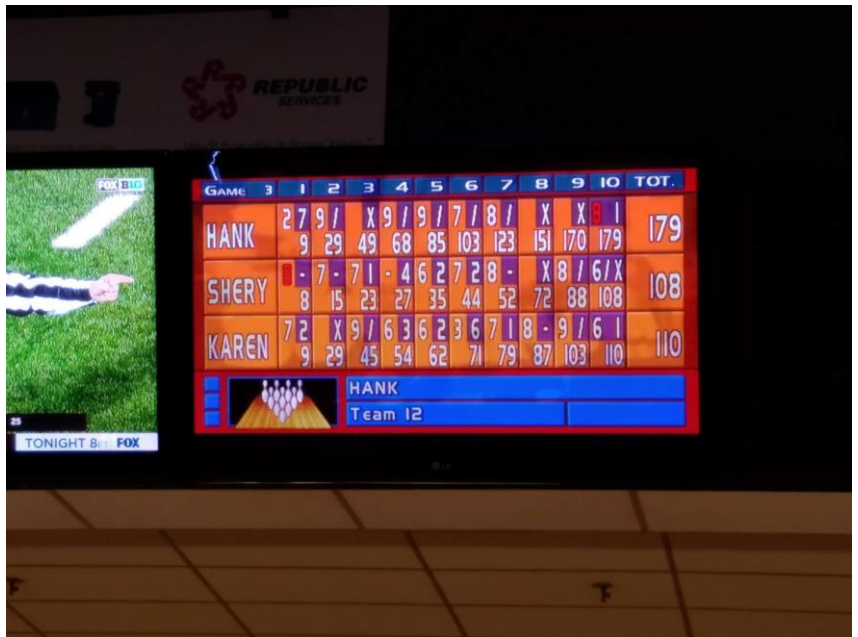 REPUBLIC
SERVICES
FOX B1G
GAME 3 1 2 3 4 5 6 7 8 9 10 TOT.
HANK 2 7 9 / X 9 / 9 / 7 / 8 / X X 8 1 179
9 29 49 68 85 103 123 151 170 179
SHERY 8 - 7 - 7 1 - 4 6 2 7 2 8 - X 8 / 6 / X 108
8 15 23 27 35 44 52 72 88 108
KAREN 7 2 X 9 / 6 3 6 2 3 6 7 1 8 - 9 / 6 1 110
9 29 45 54 62 71 79 87 103 110
HANK
Team 12
25
TONIGHT 8 ET FOX
LG